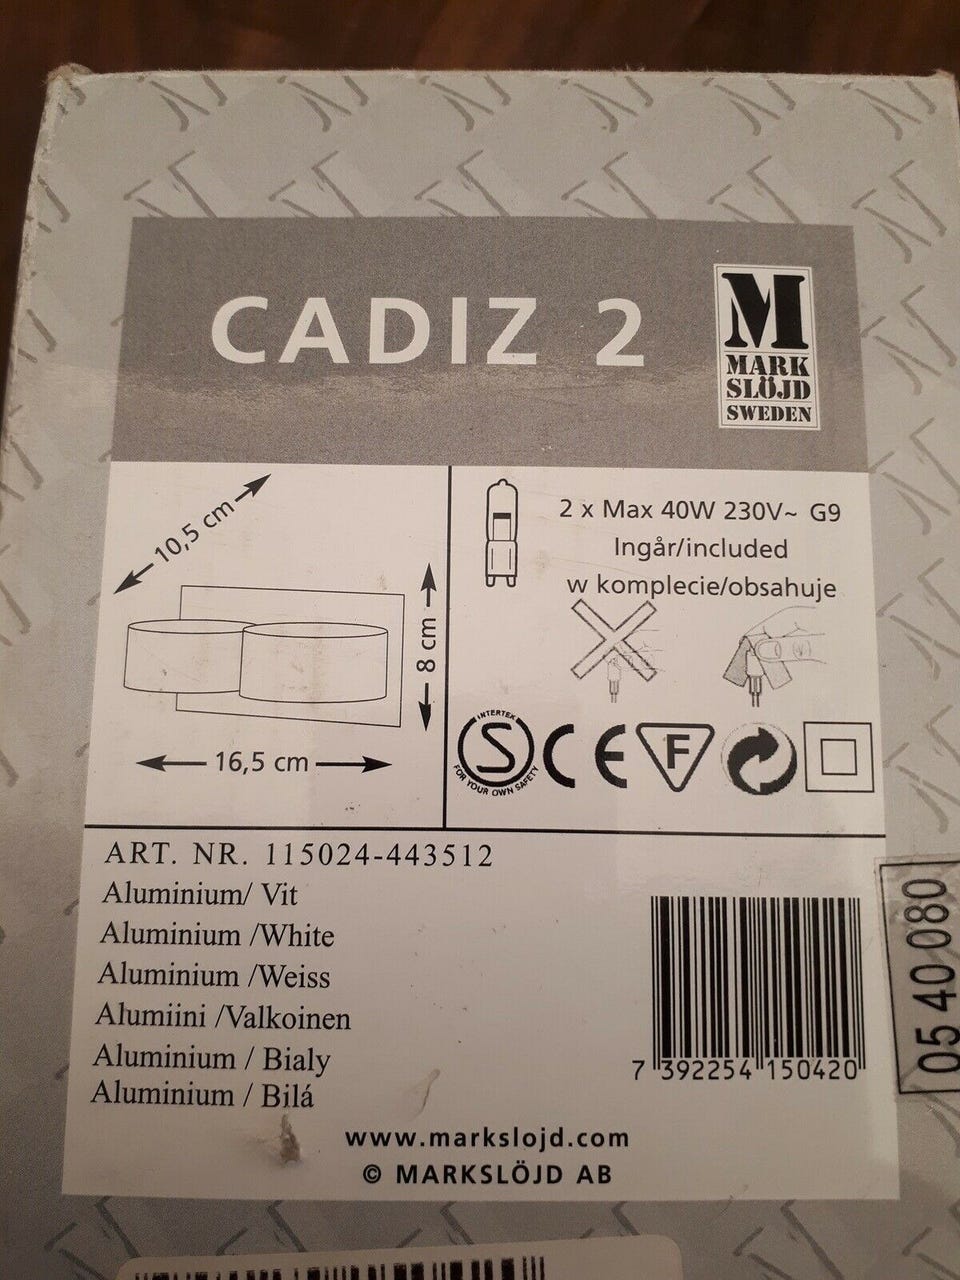 CADIZ 2
M
MARK
SLÖJD
SWEDEN
10,5 cm
8 cm
16,5 cm
2 x Max 40W 230V~ G9
Ingår/included
w komplecie/obsahuje
INTERTEK
S
FOR YOUR OWN SAFETY
CE
F
ART. NR. 115024-443512
Aluminium/ Vit
Aluminium /White
Aluminium /Weiss
Alumiini /Valkoinen
Aluminium / Bialy
Aluminium / Bilá
7 392254 150420
05 40 080
www.markslojd.com
© MARKSLÖJD AB